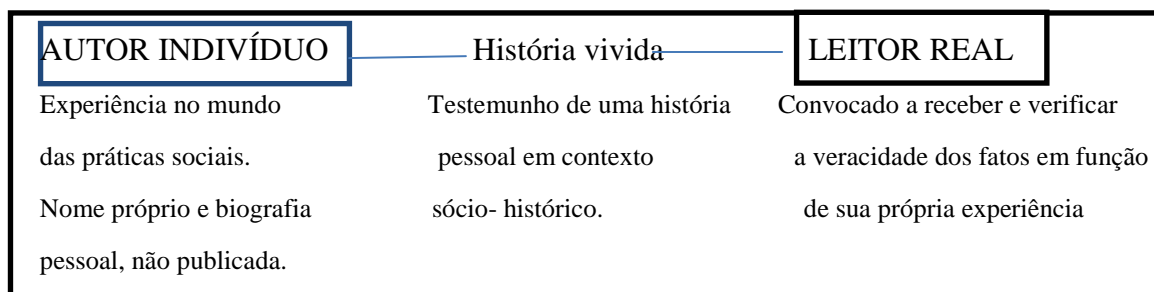 AUTOR INDIVÍDUO História vivida LEITOR REAL
Experiência no mundo Testemunho de uma história Convocado a receber e verificar
das práticas sociais. pessoal em contexto a veracidade dos fatos em função
Nome próprio e biografia sócio- histórico. de sua própria experiência
pessoal, não publicada.